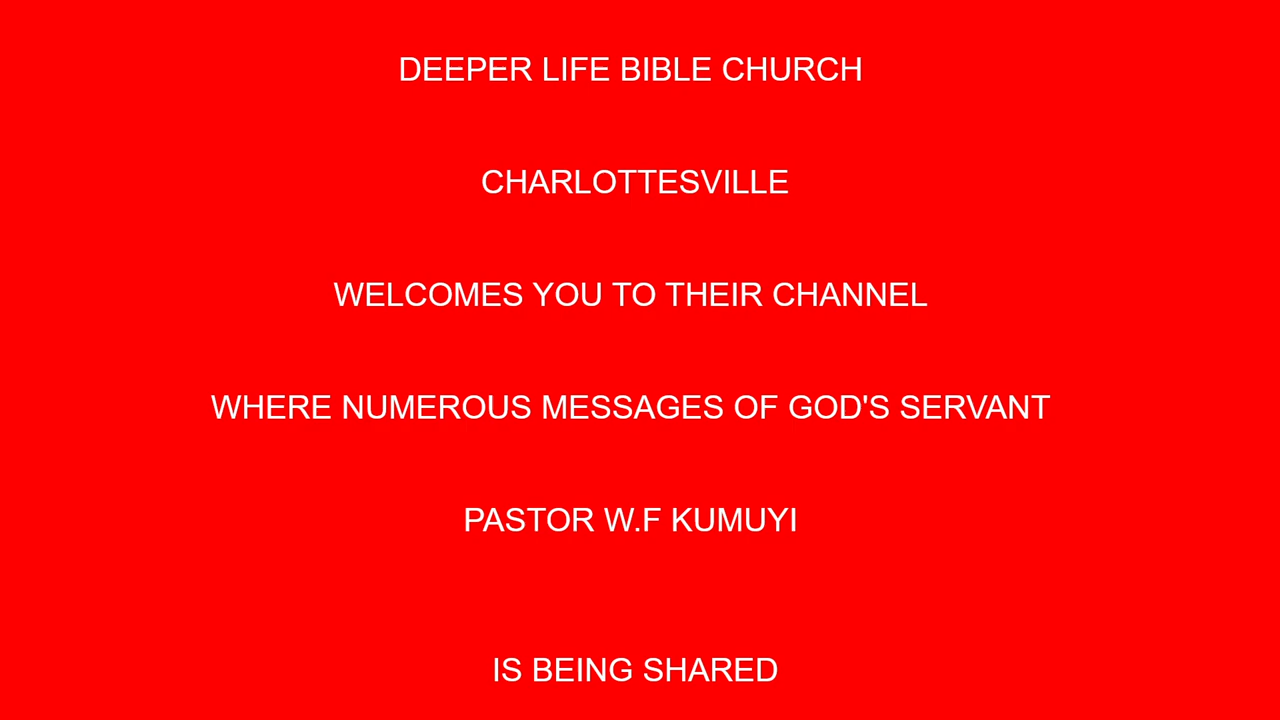 DEEPER LIFE BIBLE CHURCH
CHARLOTTESVILLE
WELCOMES YOU TO THEIR CHANNEL
WHERE NUMEROUS MESSAGES OF GOD'S SERVANT
PASTOR W.F KUMUYI
IS BEING SHARED